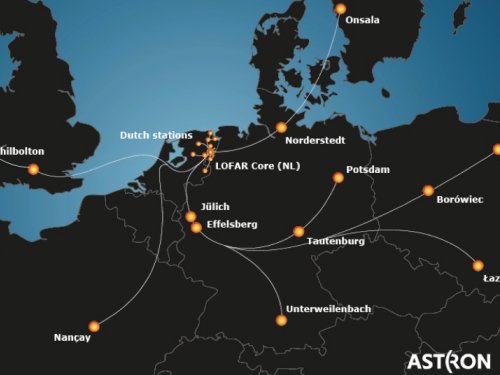 Onsala
Dutch stations
Norderstedt
hilbolton
LOFAR Core (NL)
Potsdam
Borówiec
Jülich
Effelsberg
Tautenburg
Łaz
Unterweilenbach
Nançay
ASTRON